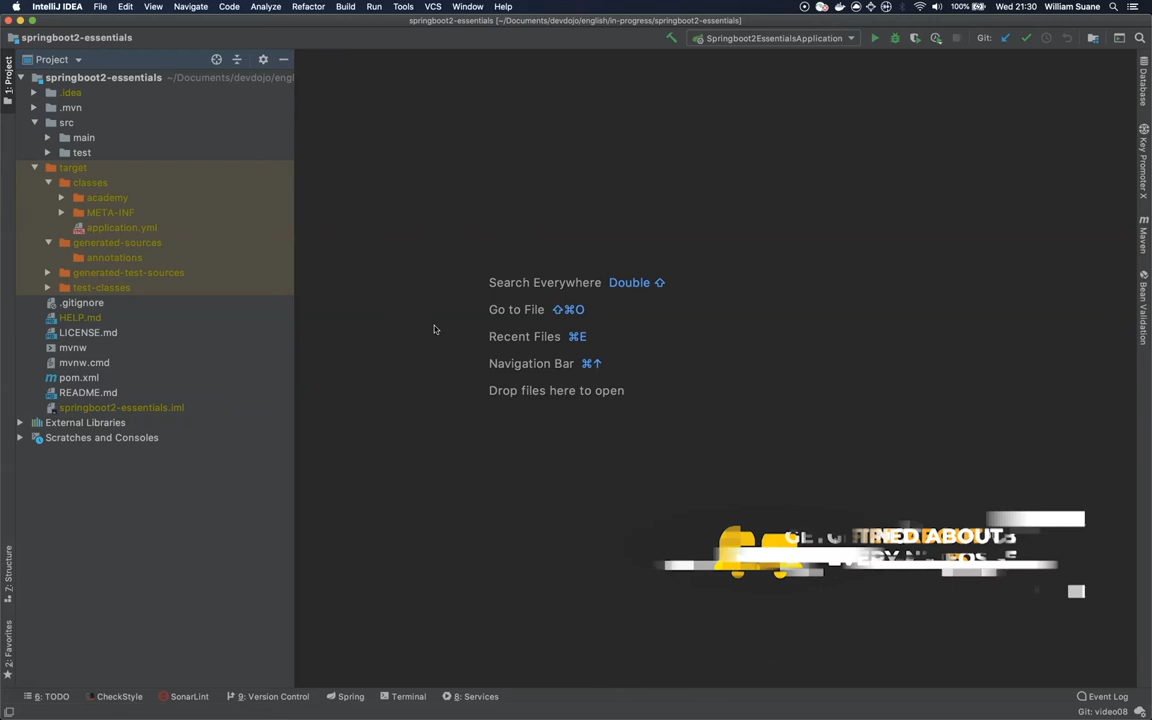 IntelliJ IDEA File Edit View Navigate Code Analyze Refactor Build Run Tools VCS Window Help 100% Wed 21:30 William Suane
springboot2-essentials [~/Documents/devdojo/english/in-progress/springboot2-essentials]
springboot2-essentials
Springboot2EssentialsApplication
Git:
Project
springboot2-essentials ~/Documents/devdojo/engl
.idea
.mvn
src
main
test
target
classes
academy
META-INF
application.yml
generated-sources
annotations
generated-test-sources
test-classes
.gitignore
HELP.md
LICENSE.md
mvnw
mvnw.cmd
pom.xml
README.md
springboot2-essentials.iml
External Libraries
Scratches and Consoles
1: Project
7: Structure
2: Favorites
Search Everywhere Double ⇧
Go to File ⇧⌘O
Recent Files ⌘E
Navigation Bar ⌘↑
Drop files here to open
ABOUT
Database
Key Promoter X
Maven
Bean Validation
6: TODO CheckStyle SonarLint 9: Version Control Spring Terminal 8: Services Event Log
Git: video08